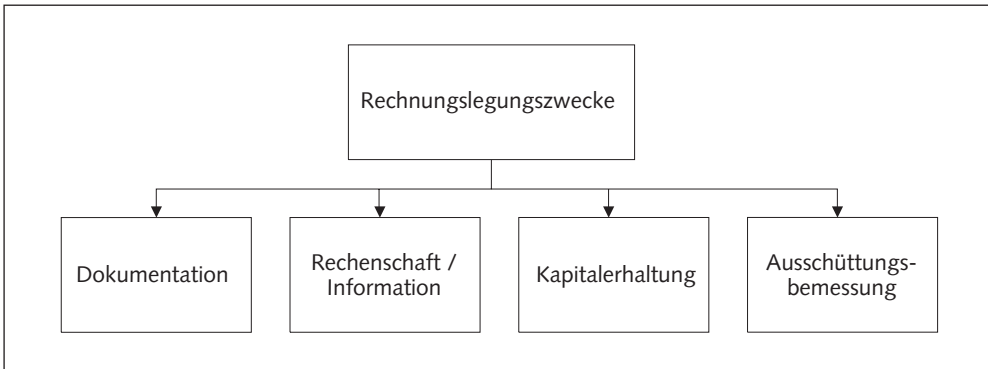 Rechnungslegungszwecke
Dokumentation
Rechenschaft /
Information
Kapitalerhaltung
Ausschüttungs-
bemessung